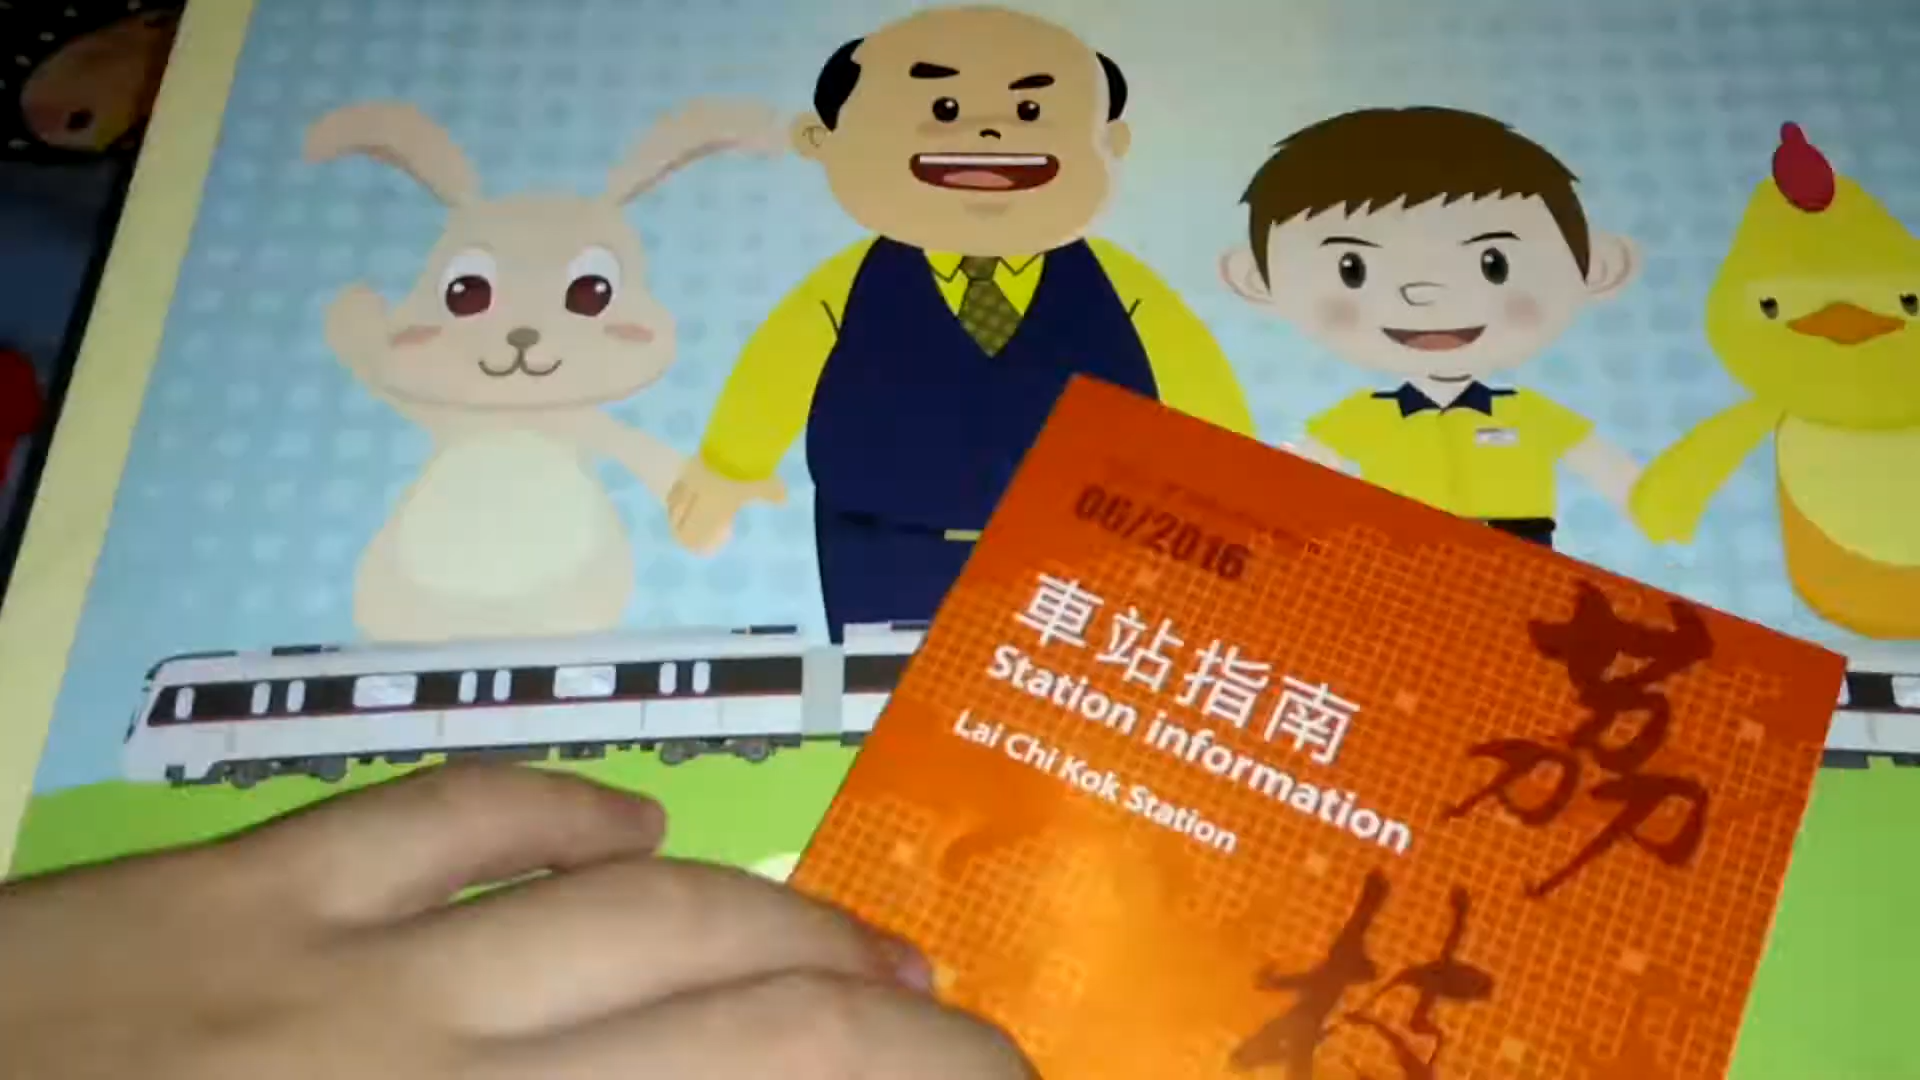 06/2016
車站指南
Station information
Lai Chi Kok Station
荔
枝